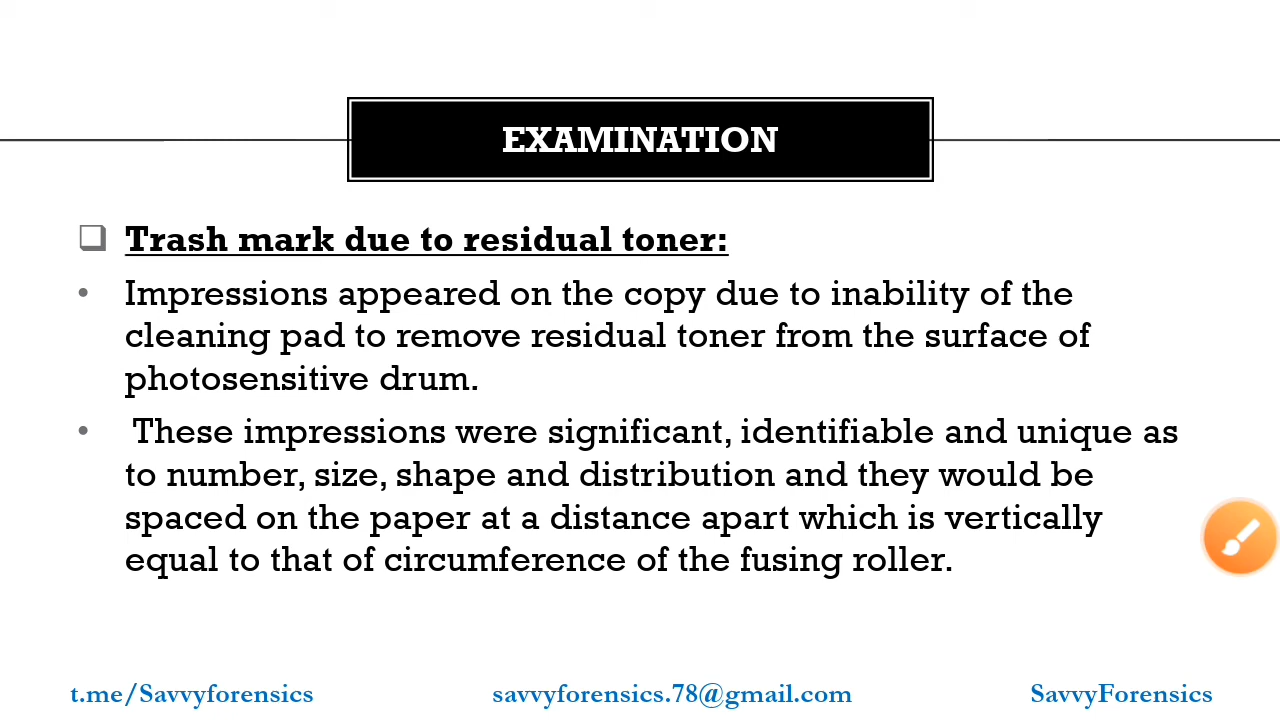 EXAMINATION
Trash mark due to residual toner:
Impressions appeared on the copy due to inability of the
cleaning pad to remove residual toner from the surface of
photosensitive drum.
These impressions were significant, identifiable and unique as
to number, size, shape and distribution and they would be
spaced on the paper at a distance apart which is vertically
equal to that of circumference of the fusing roller.
t.me/Savvyforensics savvyforensics.78@gmail.com SavvyForensics